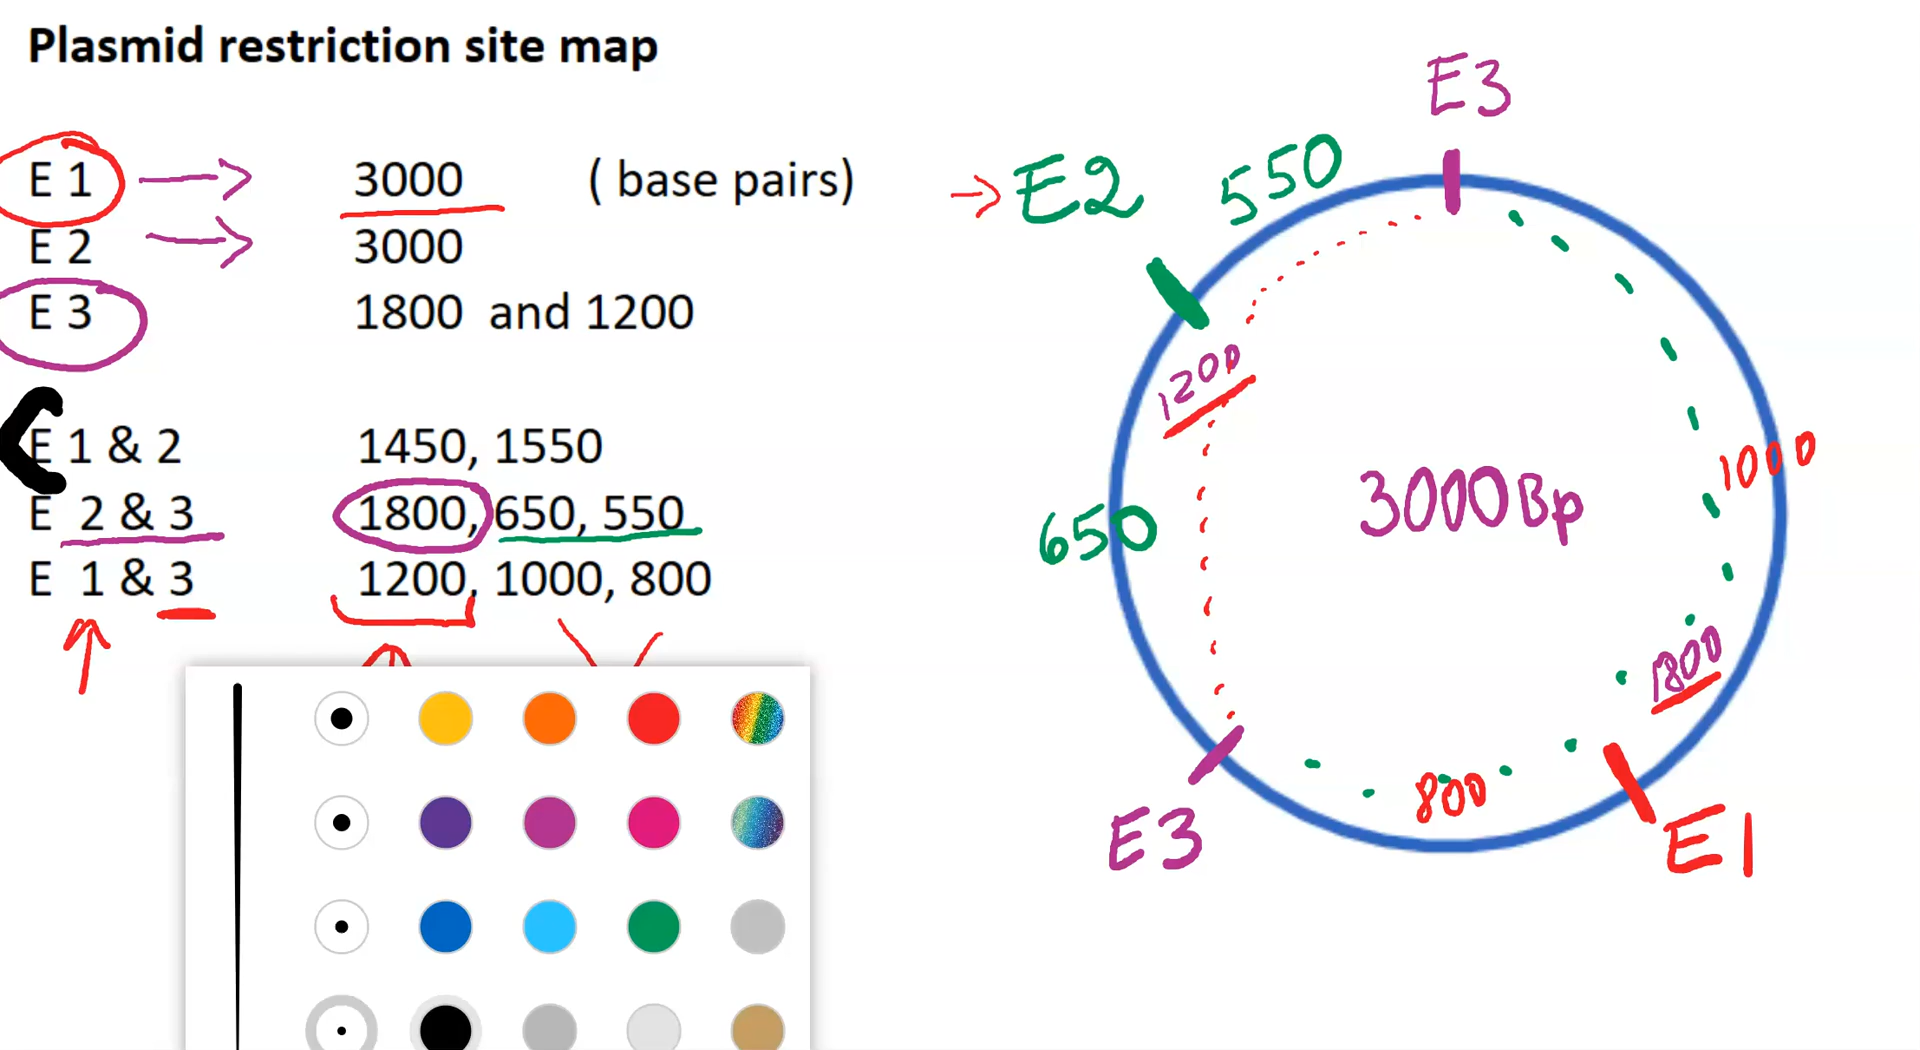 Plasmid restriction site map
E 1 3000 ( base pairs)
E 2 3000
E 3 1800 and 1200
E 1 & 2 1450, 1550
E 2 & 3 1800, 650, 550
E 1 & 3 1200, 1000, 800
E3
550
E2
1200
1000
3000Bp
650
1800
800
E3
E1